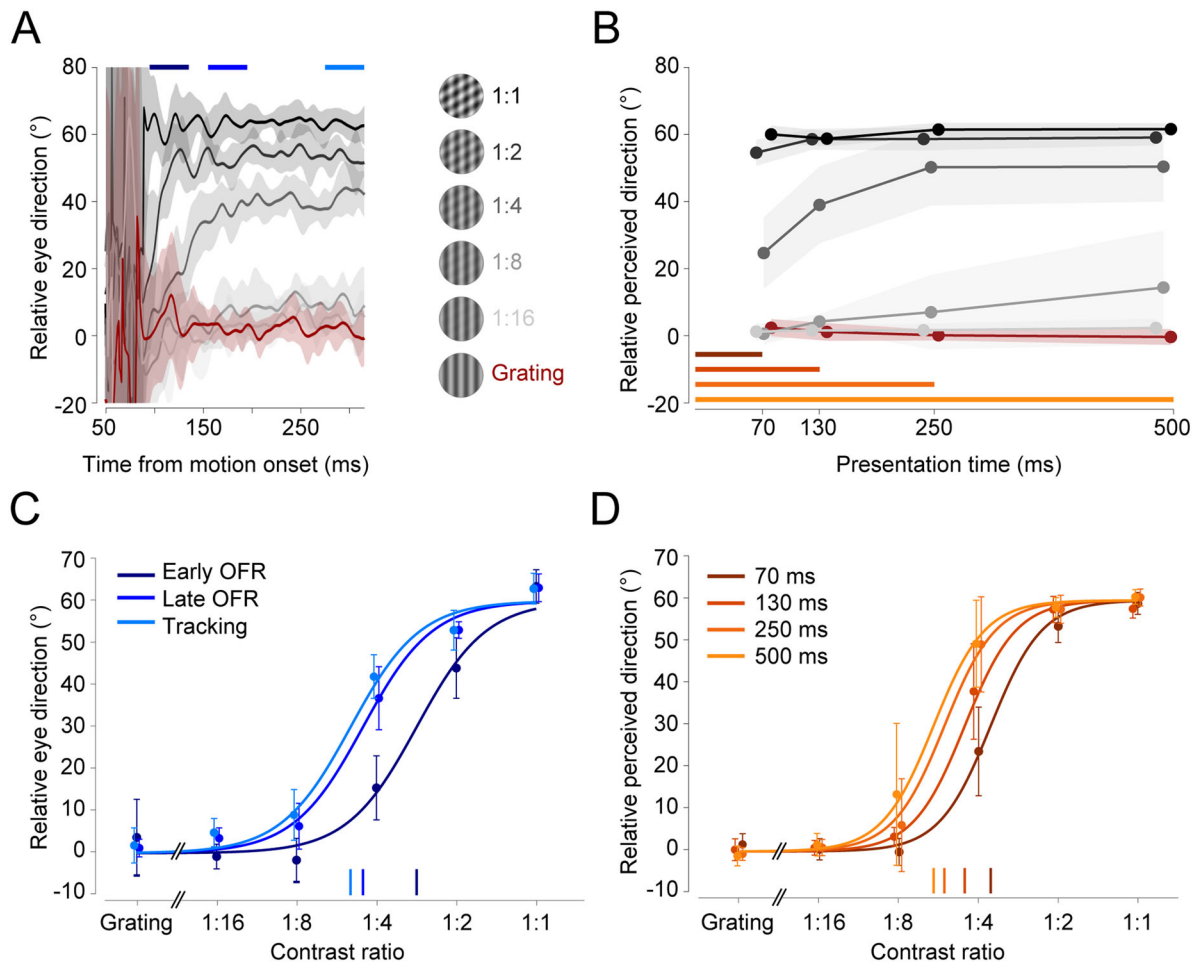 A
Relative eye direction (°)
80
60
40
20
0
-20
50
150
250
Time from motion onset (ms)
1:1
1:2
1:4
1:8
1:16
Grating
B
Relative perceived direction (°)
80
60
40
20
0
-20
70
130
250
500
Presentation time (ms)
C
Relative eye direction (°)
70
60
50
40
30
20
10
0
-10
Early OFR
Late OFR
Tracking
Grating
1:16
1:8
1:4
1:2
1:1
Contrast ratio
D
Relative perceived direction (°)
70
60
50
40
30
20
10
0
-10
70 ms
130 ms
250 ms
500 ms
Grating
1:16
1:8
1:4
1:2
1:1
Contrast ratio